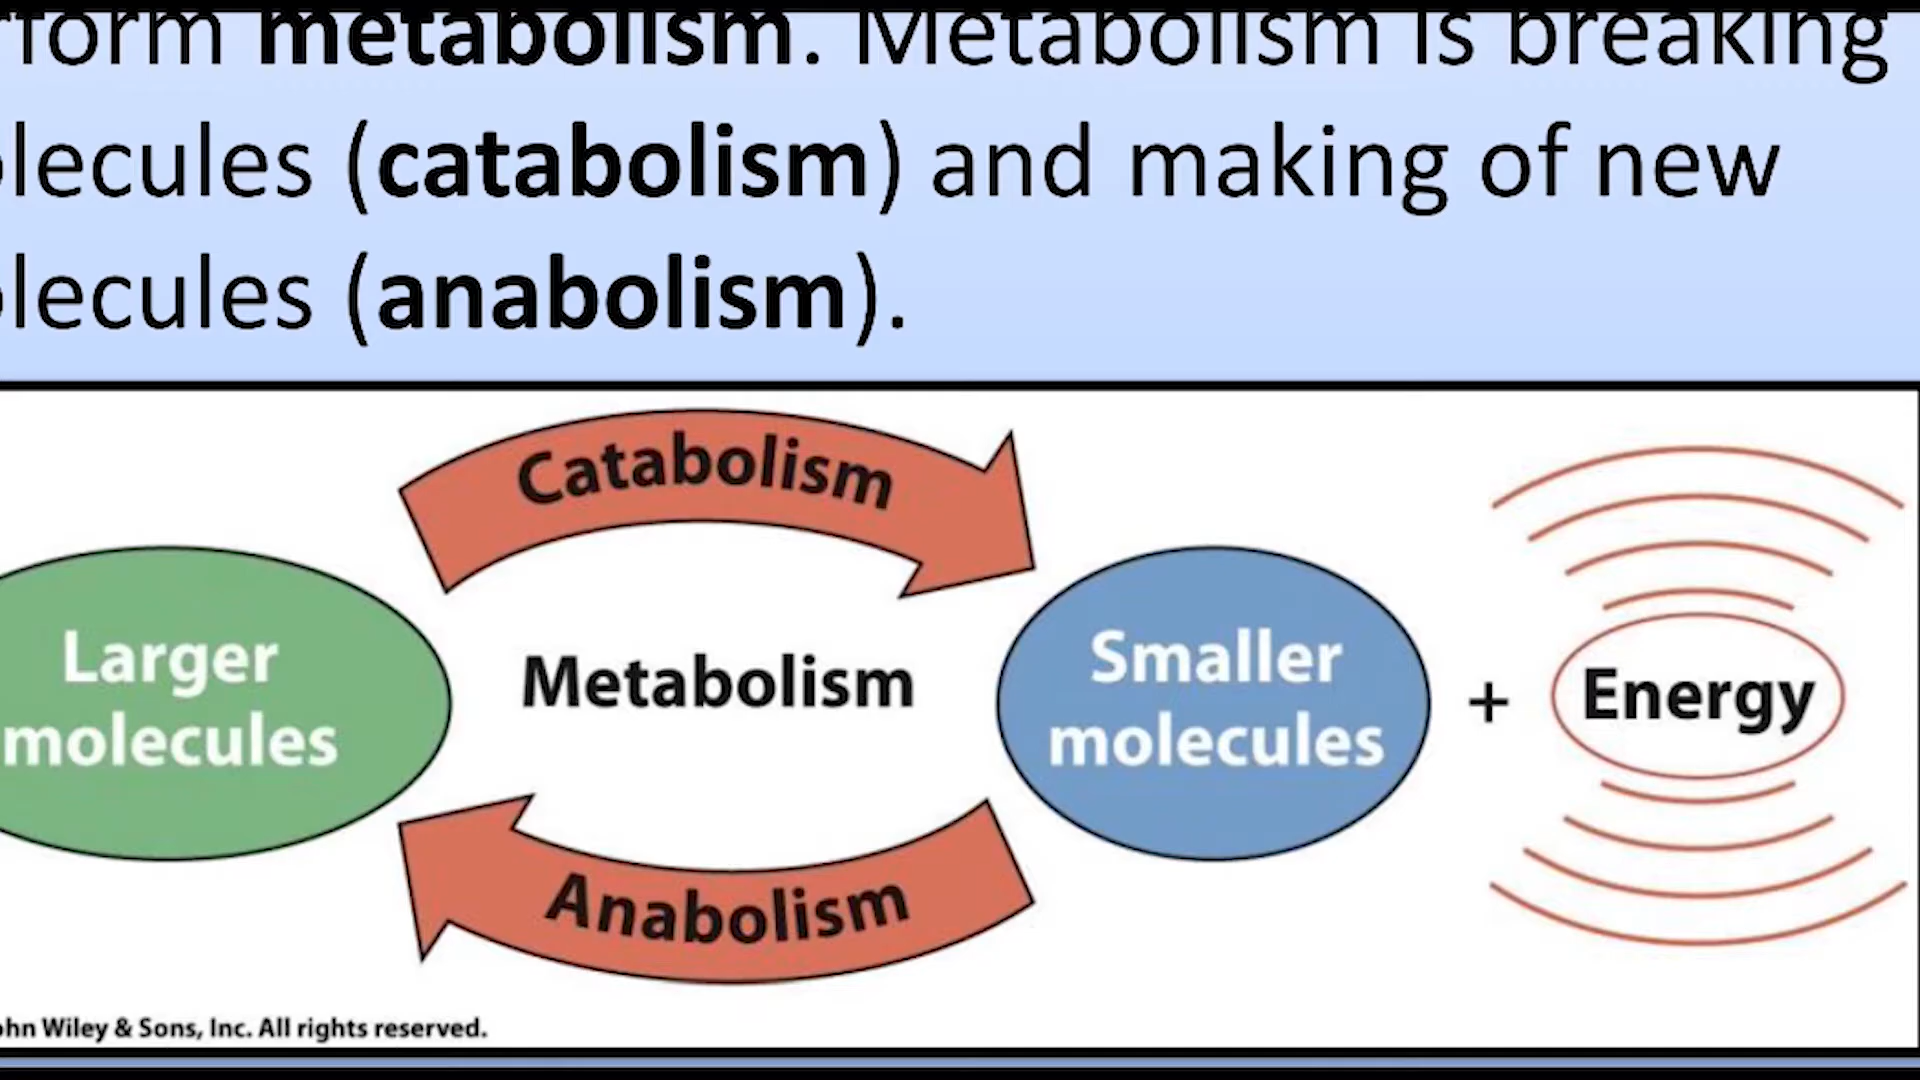 form metabolism. Metabolism is breaking
lecules (catabolism) and making of new
lecules (anabolism).
Catabolism
Larger
molecules
Metabolism
Smaller
molecules
+
Energy
Anabolism
ohn Wiley & Sons, Inc. All rights reserved.